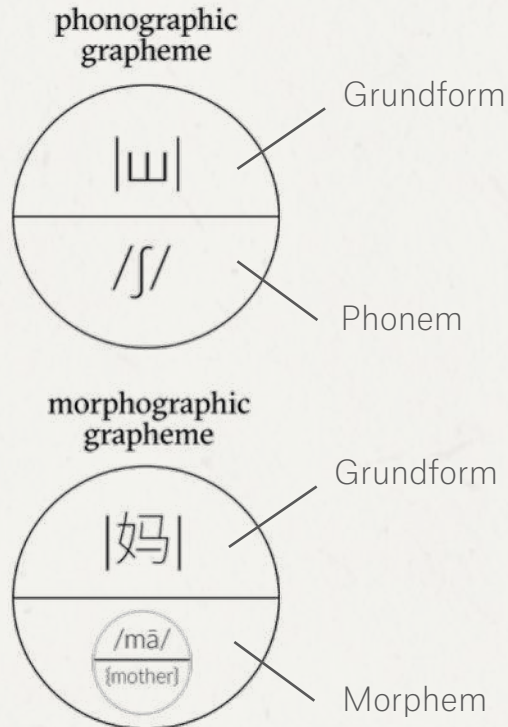 phonographic
grapheme
Grundform
|ш|
/ʃ/
Phonem
morphographic
grapheme
Grundform
|妈|
/mā/
{mother}
Morphem